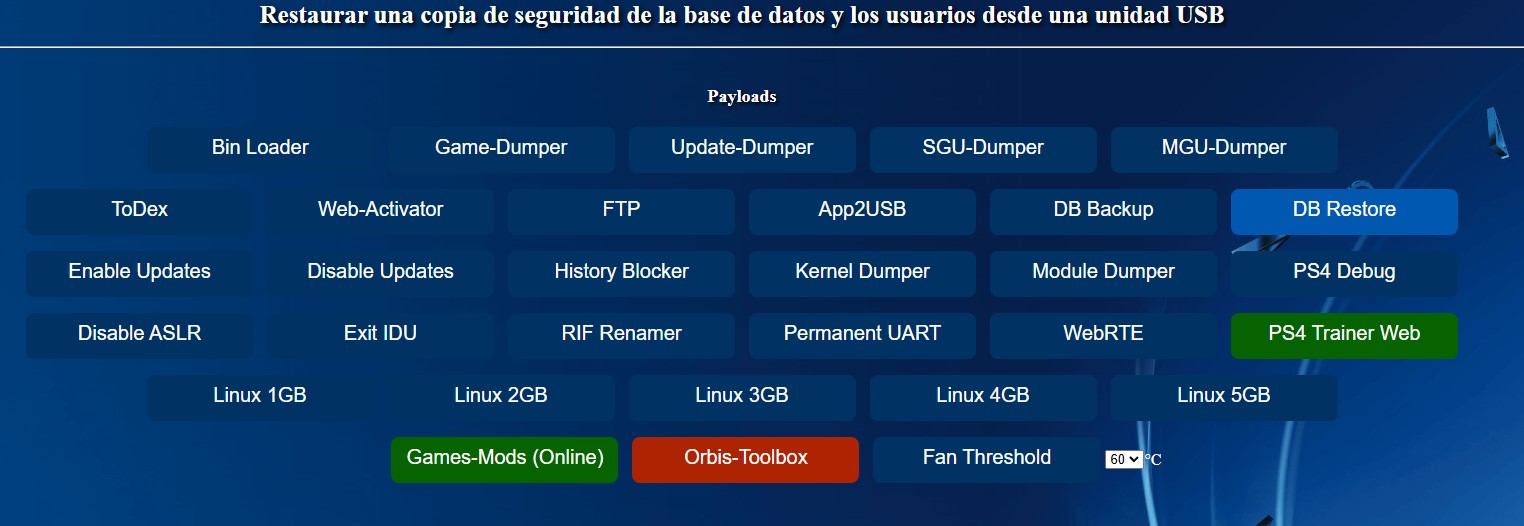 Restaurar una copia de seguridad de la base de datos y los usuarios desde una unidad USB
Payloads
Bin Loader Game-Dumper Update-Dumper SGU-Dumper MGU-Dumper
ToDex Web-Activator FTP App2USB DB Backup DB Restore
Enable Updates Disable Updates History Blocker Kernel Dumper Module Dumper PS4 Debug
Disable ASLR Exit IDU RIF Renamer Permanent UART WebRTE PS4 Trainer Web
Linux 1GB Linux 2GB Linux 3GB Linux 4GB Linux 5GB
Games-Mods (Online) Orbis-Toolbox Fan Threshold 60 °C